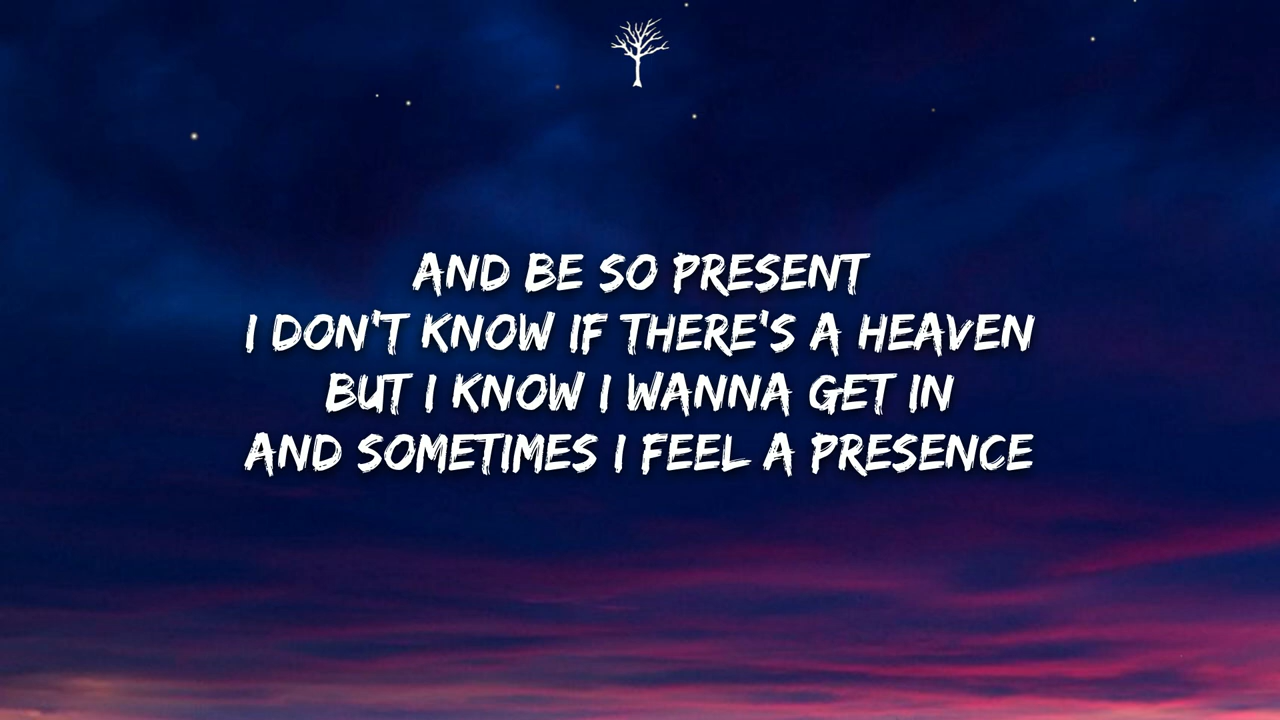 AND BE SO PRESENT
I DON'T KNOW IF THERE'S A HEAVEN
BUT I KNOW I WANNA GET IN
AND SOMETIMES I FEEL A PRESENCE